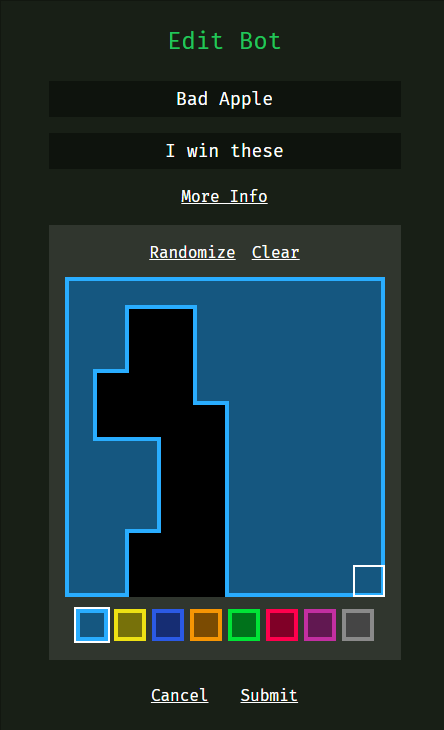 Edit Bot
Bad Apple
I win these
More Info
Randomize Clear
Cancel Submit